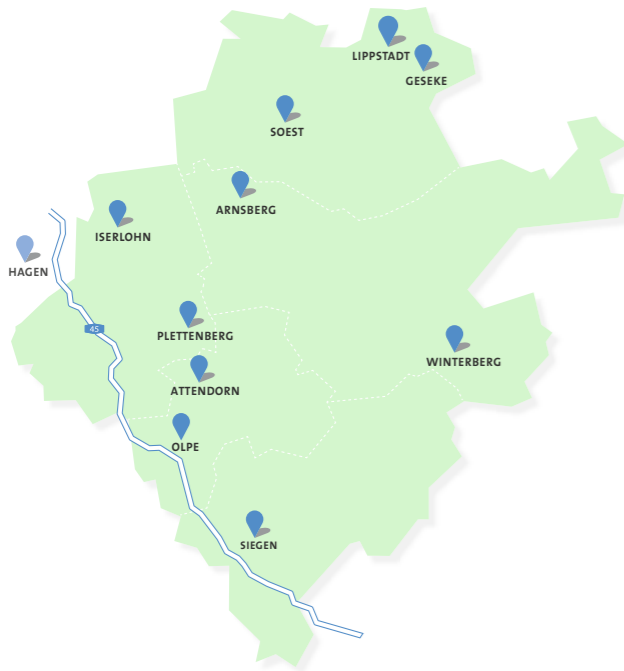 LIPPSTADT
GESEKE
SOEST
ARNSBERG
ISERLOHN
HAGEN
45
PLETTENBERG
WINTERBERG
ATTENDORN
OLPE
SIEGEN